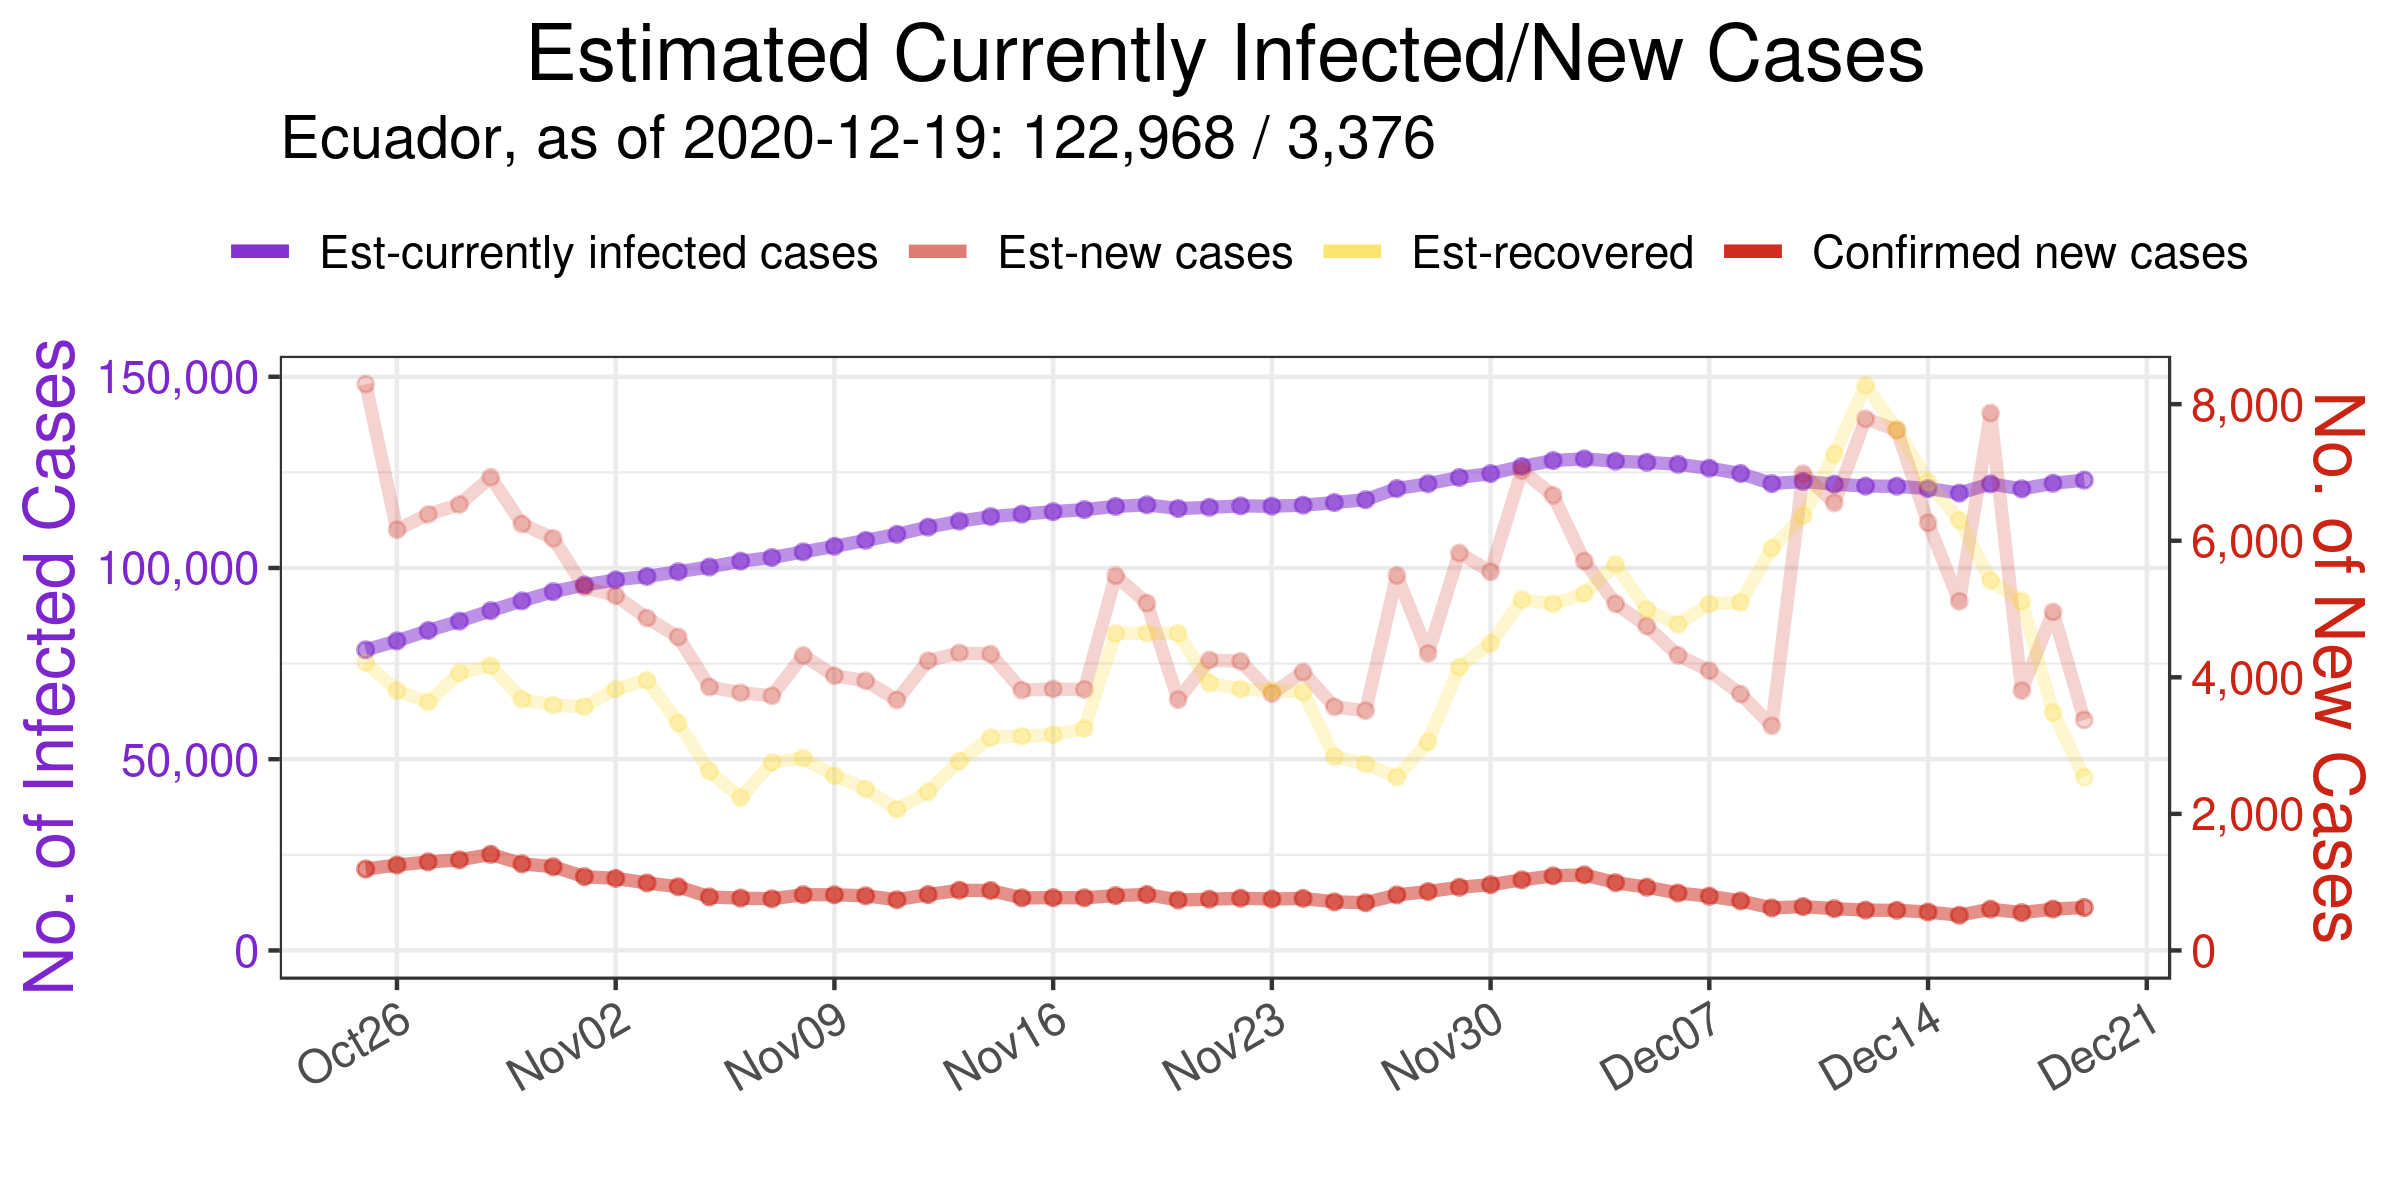 Estimated Currently Infected/New Cases
Ecuador, as of 2020-12-19: 122,968 / 3,376
Est-currently infected cases Est-new cases Est-recovered Confirmed new cases
No. of Infected Cases
150,000
100,000
50,000
0
8,000
6,000
4,000
2,000
0
No. of New Cases
Oct26 Nov02 Nov09 Nov16 Nov23 Nov30 Dec07 Dec14 Dec21